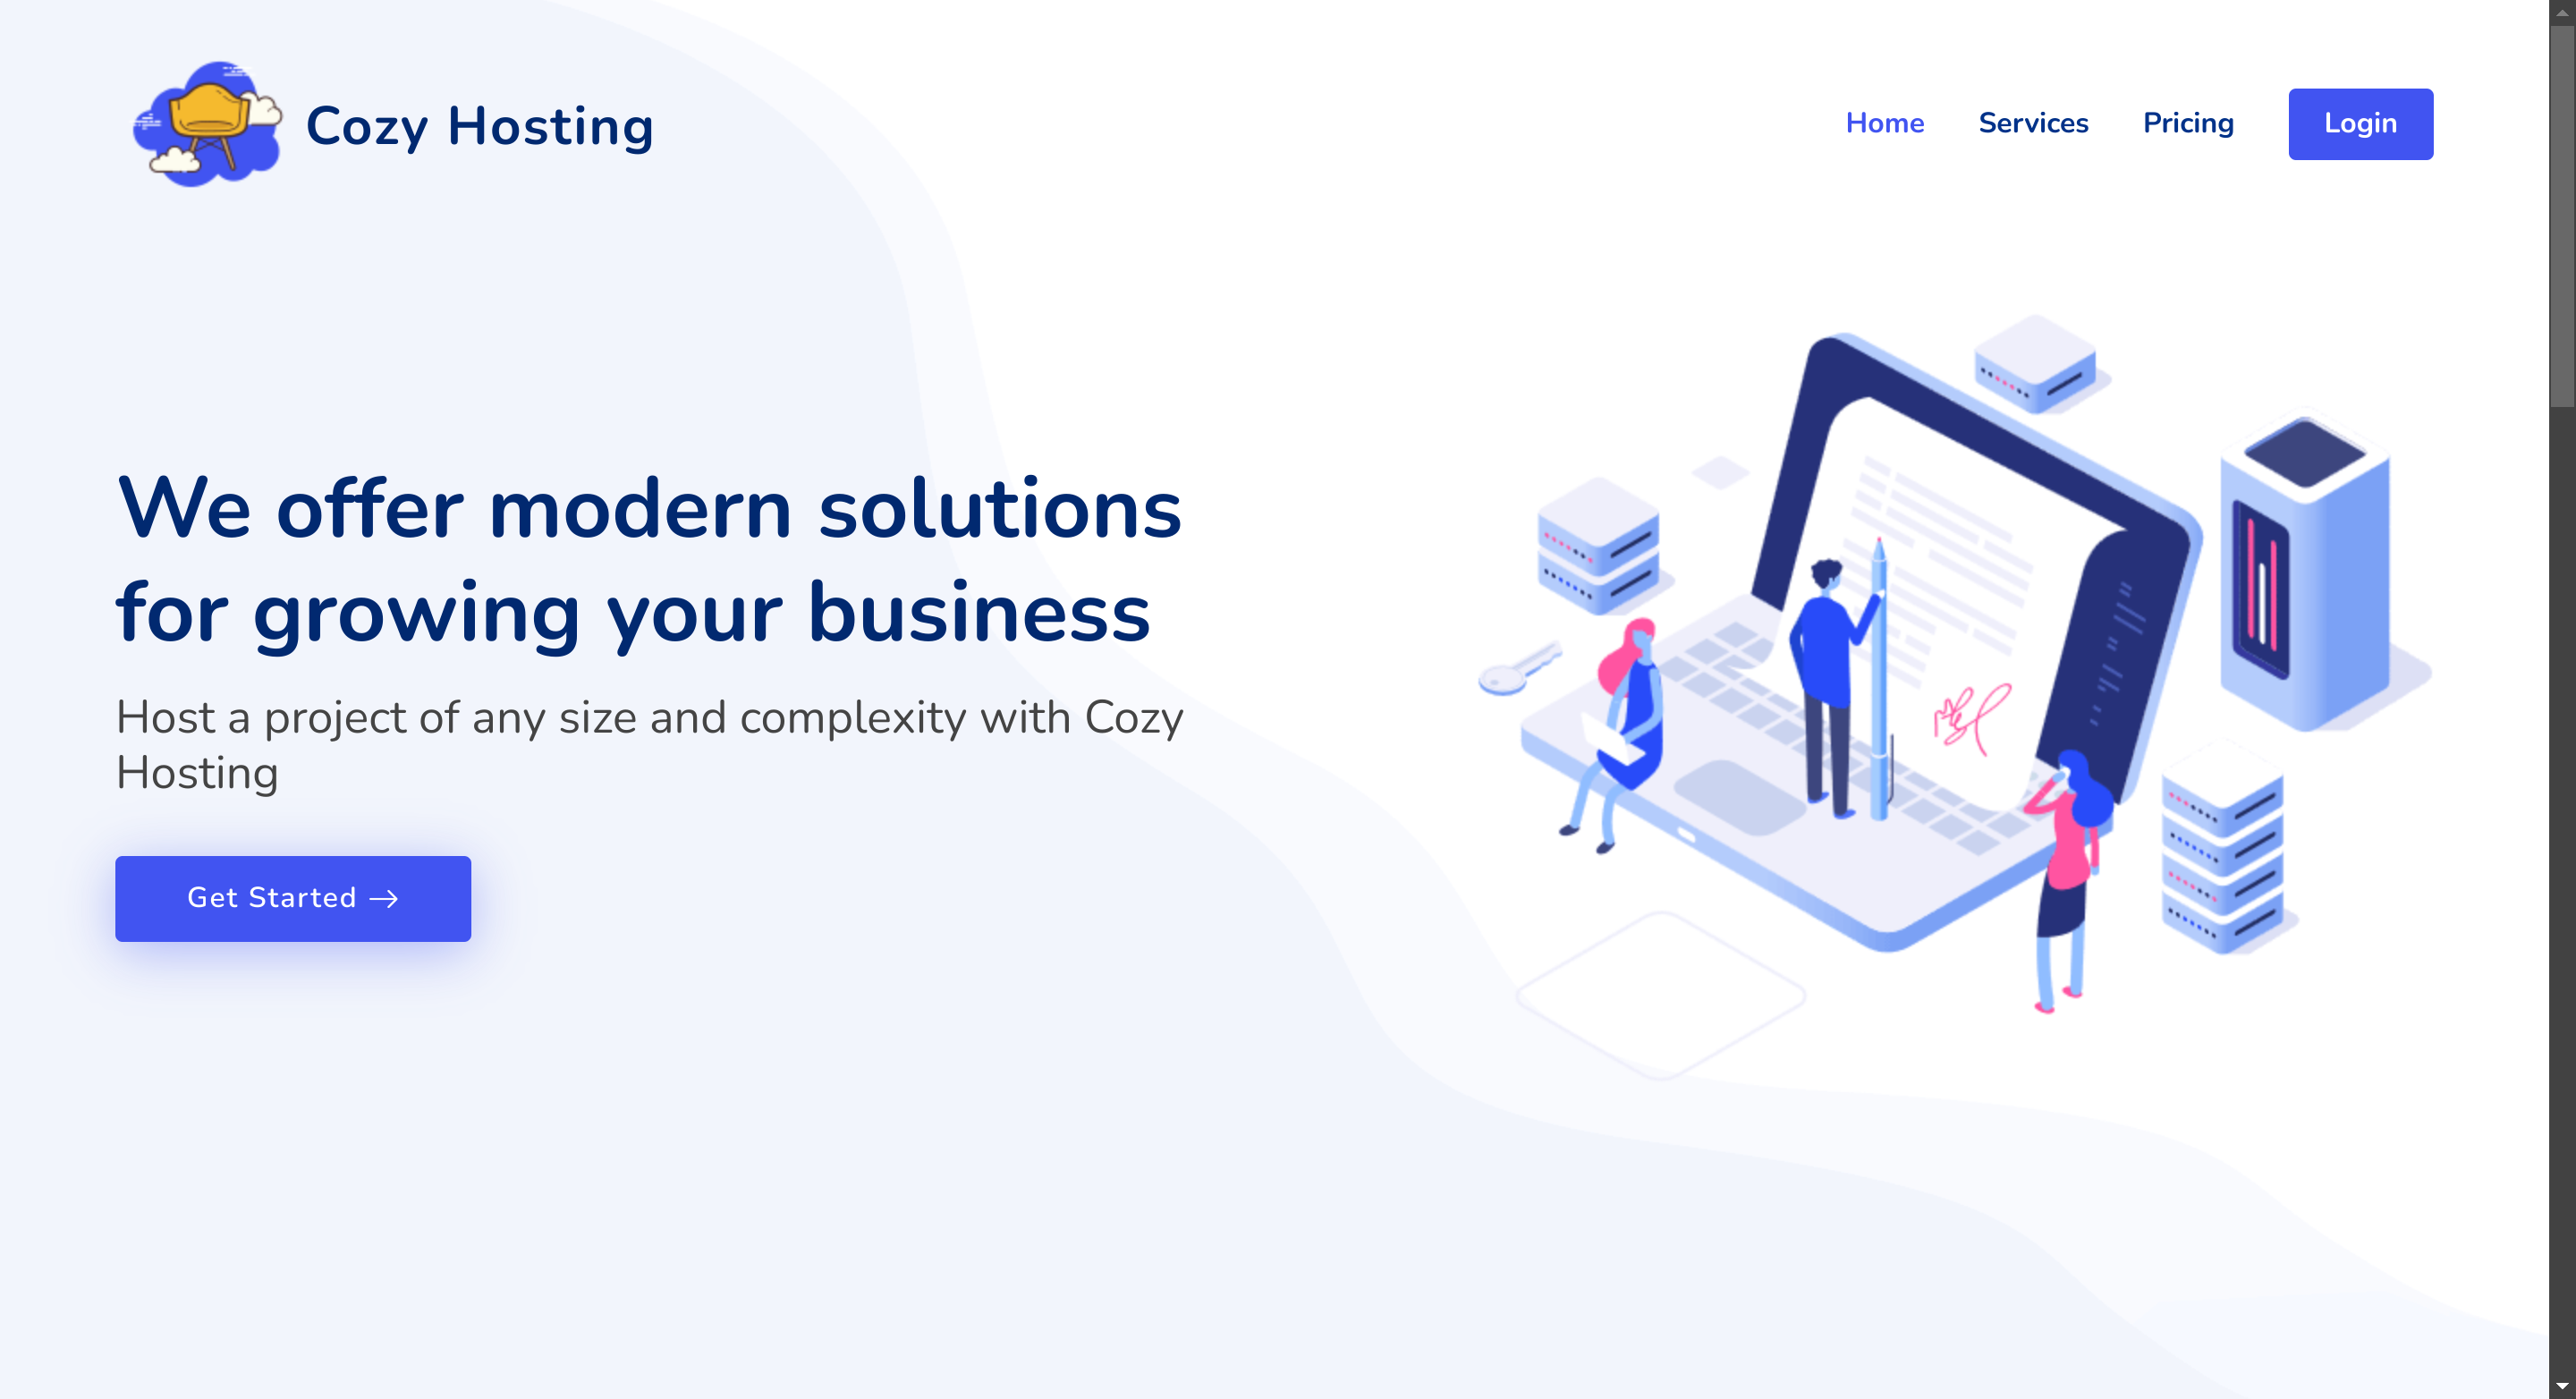 Cozy Hosting
Home
Services
Pricing
Login
We offer modern solutions
for growing your business
Host a project of any size and complexity with Cozy
Hosting
Get Started